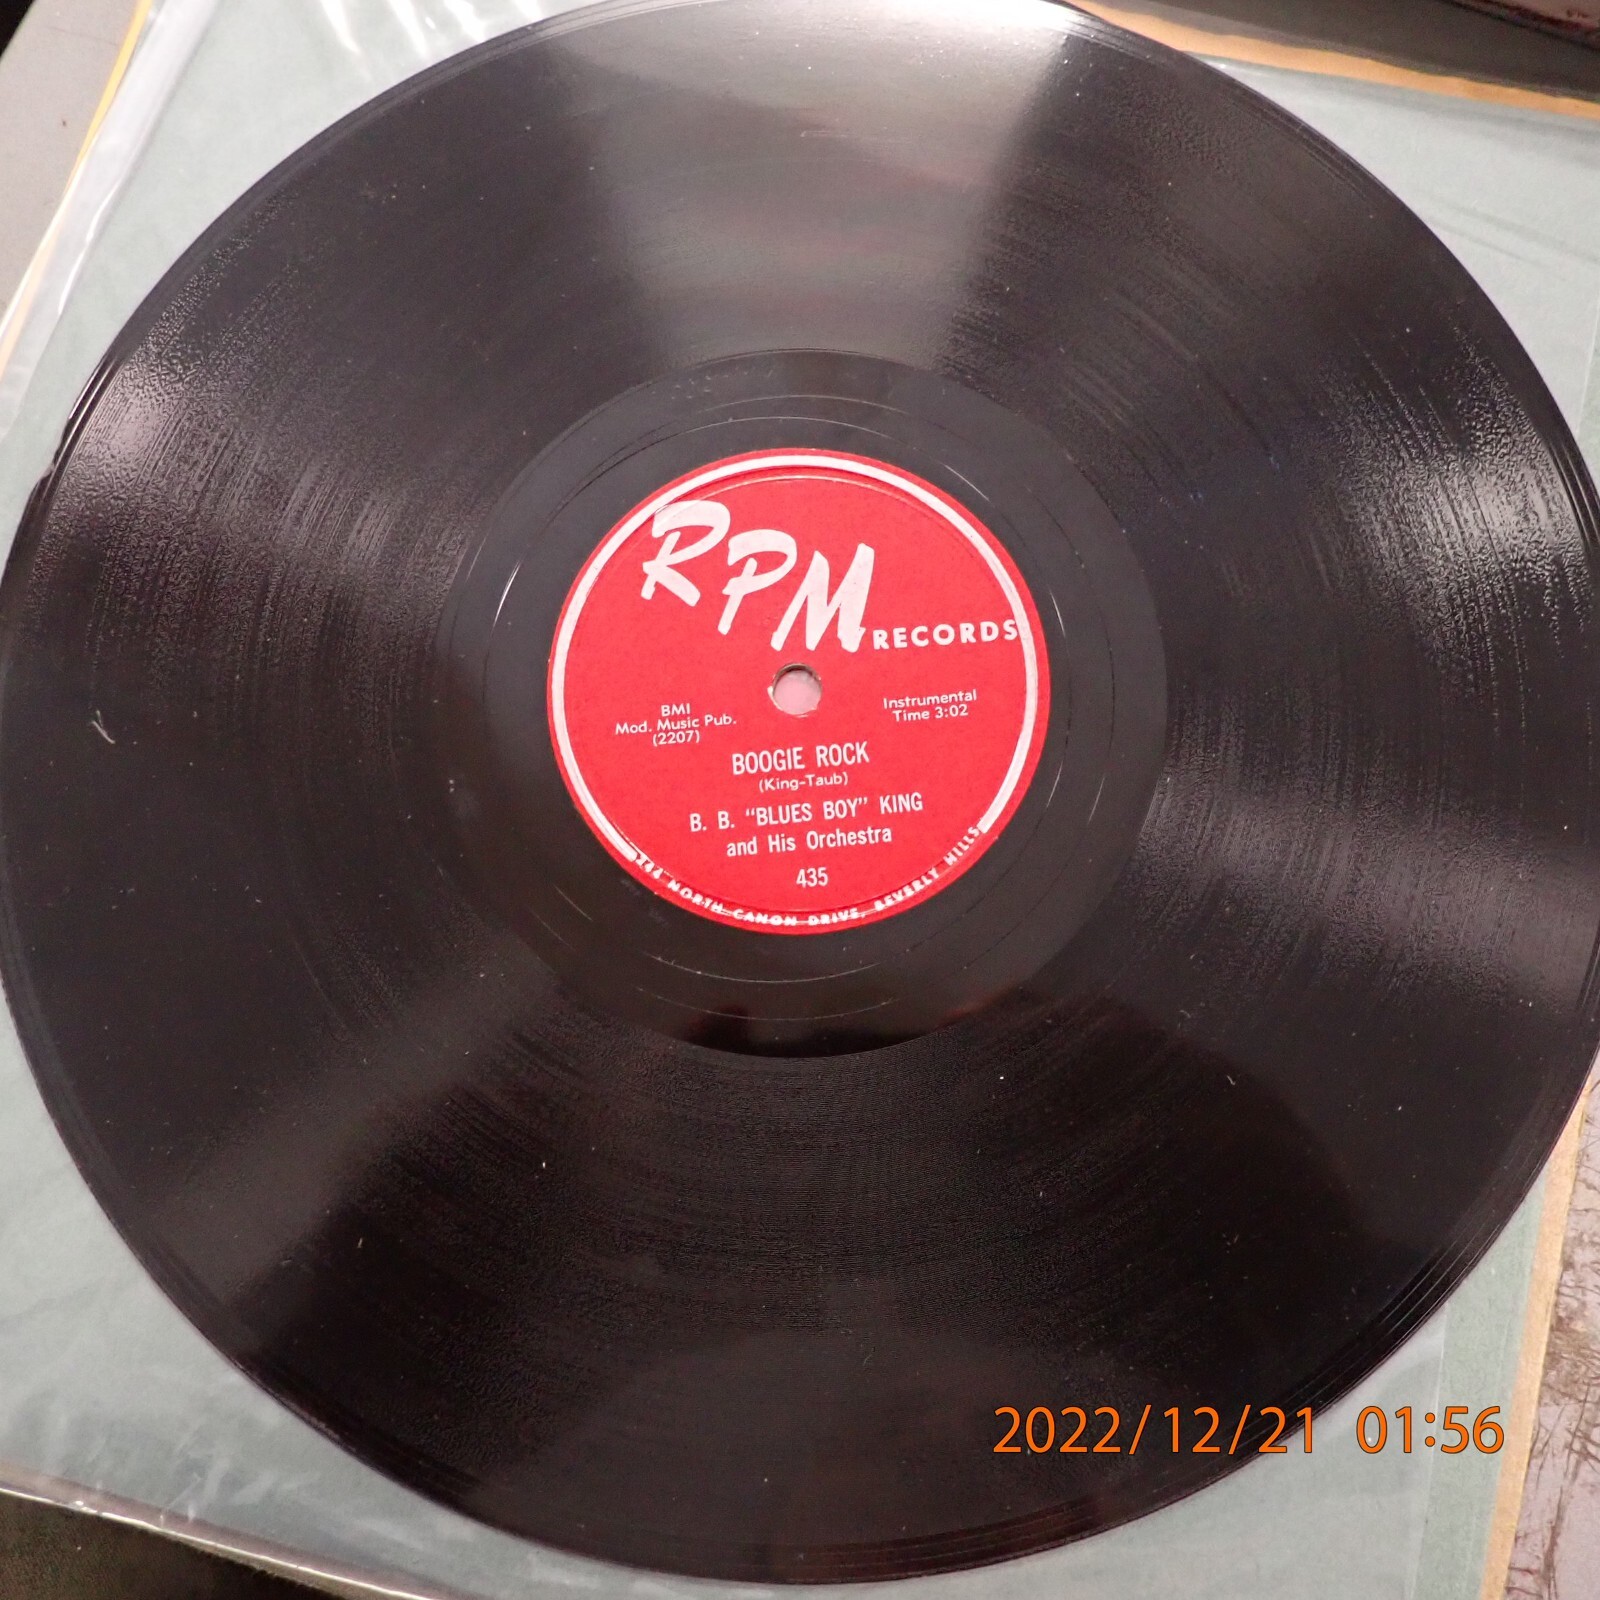 RPM RECORDS
BMI
Mod. Music Pub.
(2207)
Instrumental
Time 3:02
BOOGIE ROCK
(King-Taub)
B. B. "BLUES BOY" KING
and His Orchestra
435
NORTH CANON DRIVE, BEVERLY HILLS
2022/12/21 01:56